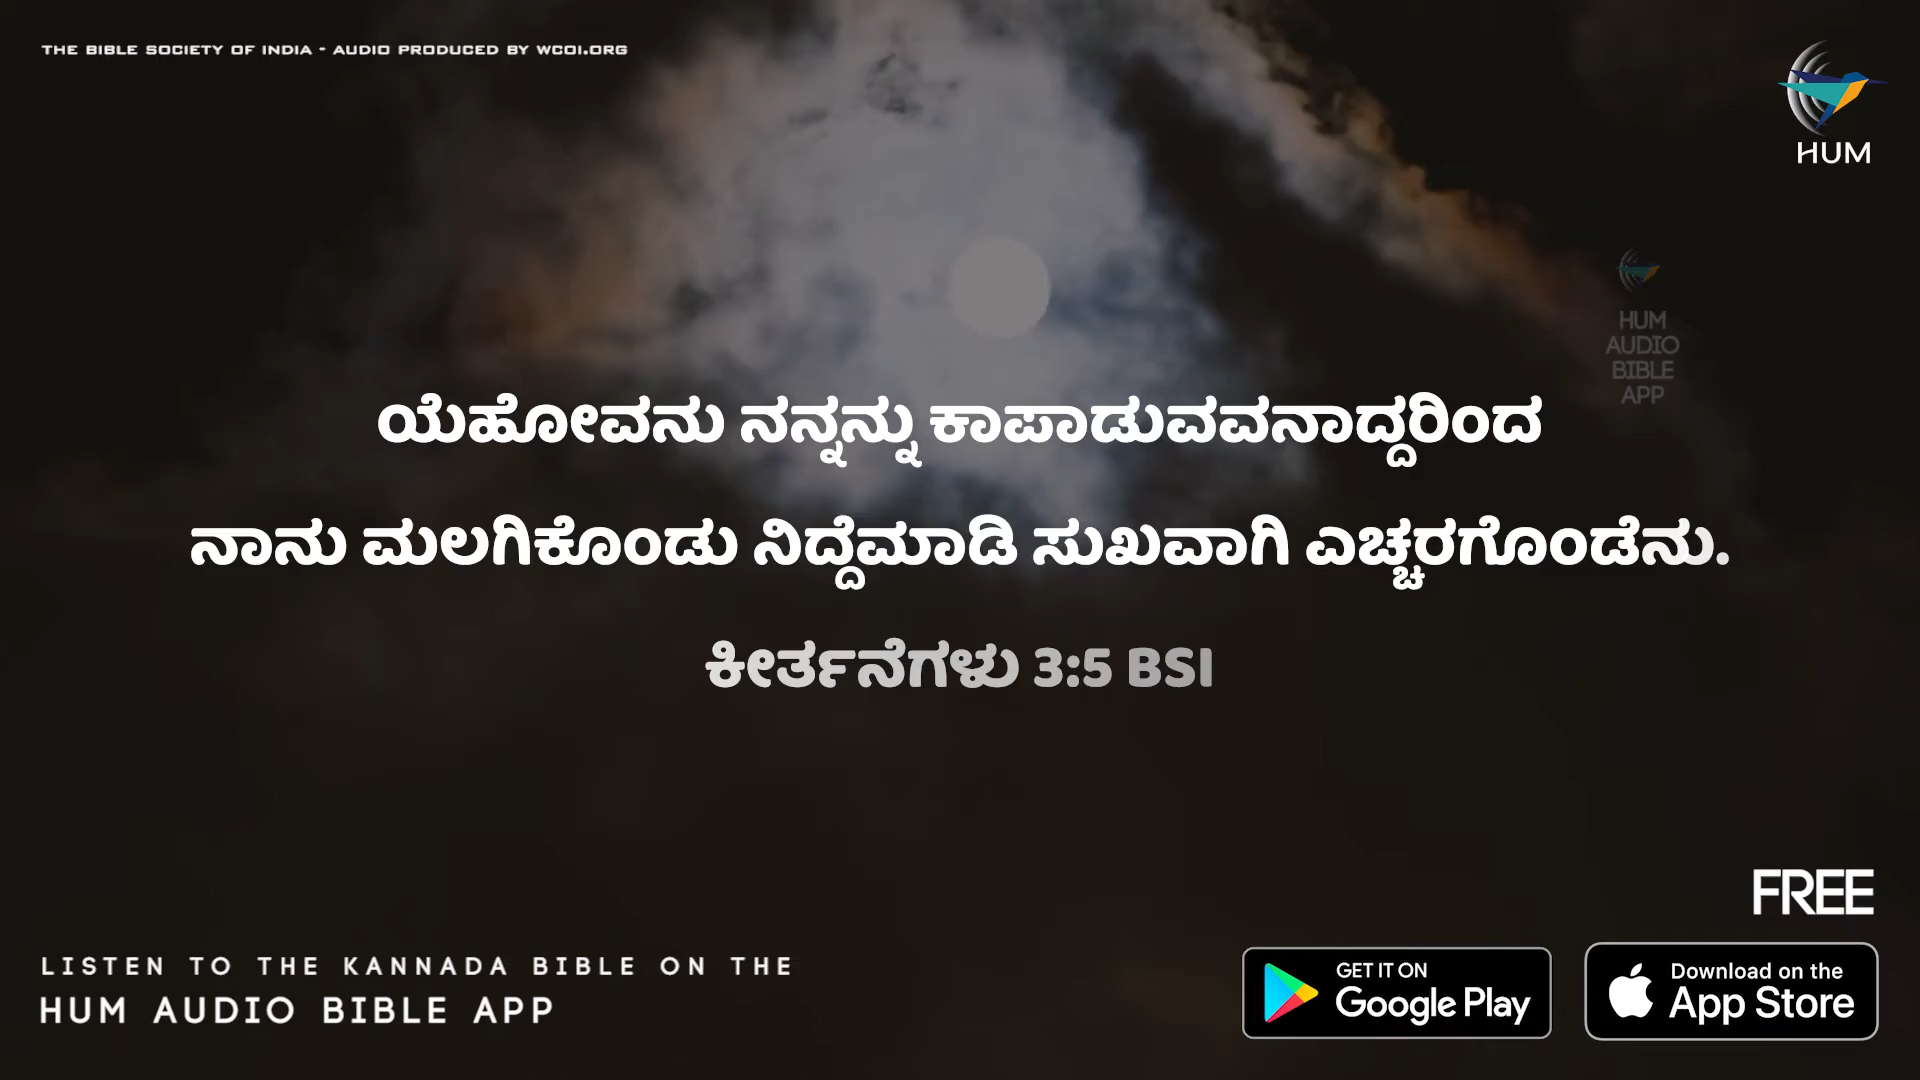 THE BIBLE SOCIETY OF INDIA - AUDIO PRODUCED BY WCOI.ORG
HUM
HUM
AUDIO
BIBLE
APP
ಯೆಹೋವನು ನನ್ನನ್ನು ಕಾಪಾಡುವವನಾದ್ದರಿಂದ
ನಾನು ಮಲಗಿಕೊಂಡು ನಿದ್ದೆಮಾಡಿ ಸುಖವಾಗಿ ಎಚ್ಚರಗೊಂಡೆನು.
ಕೀರ್ತನೆಗಳು 3:5 BSI
FREE
LISTEN TO THE KANNADA BIBLE ON THE
HUM AUDIO BIBLE APP
GET IT ON
Google Play
Download on the
App Store